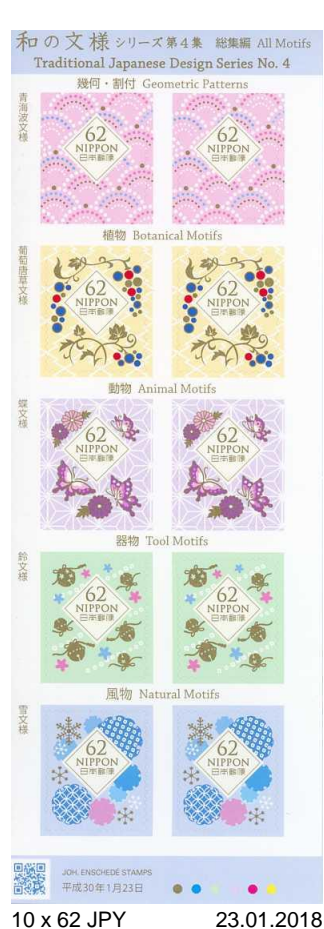 和の文様 シリーズ第4集 総集編 All Motifs
Traditional Japanese Design Series No. 4
幾何・割付 Geometric Patterns
青海波文様
62
NIPPON
日本郵便
62
NIPPON
日本郵便
植物 Botanical Motifs
葡萄唐草文様
62
NIPPON
日本郵便
62
NIPPON
日本郵便
動物 Animal Motifs
蝶文様
62
NIPPON
日本郵便
62
NIPPON
日本郵便
器物 Tool Motifs
鈴文様
62
NIPPON
日本郵便
62
NIPPON
日本郵便
風物 Natural Motifs
雪文様
62
NIPPON
日本郵便
62
NIPPON
日本郵便
JOH. ENSCHEDÉ STAMPS
平成30年1月23日
10 x 62 JPY 23.01.2018